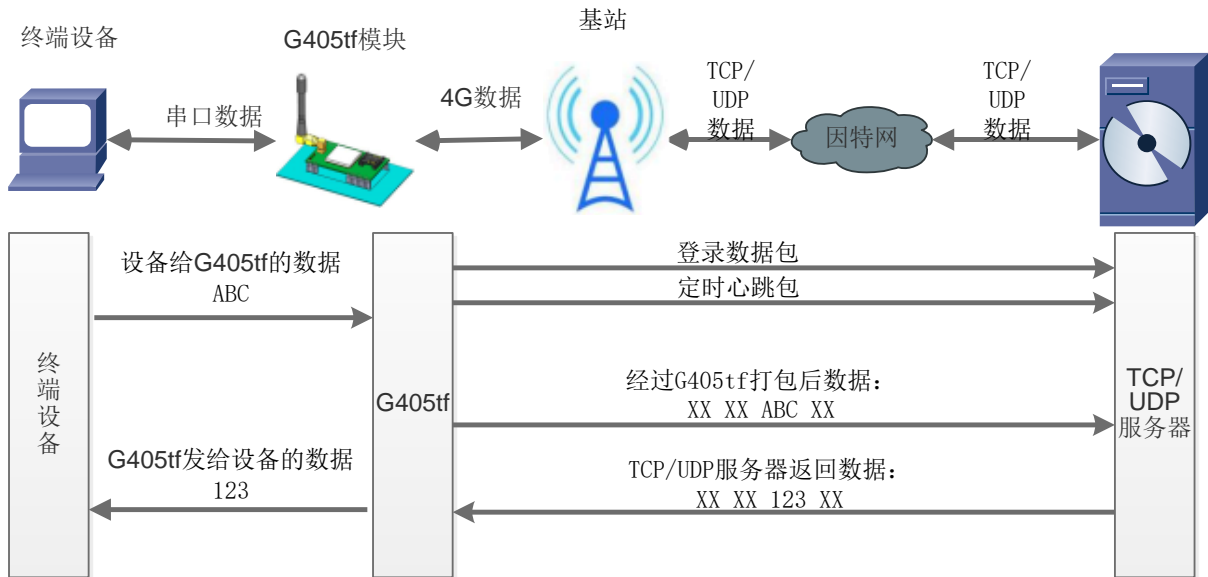 终端设备
G405tf模块
基站
串口数据
4G数据
TCP/
UDP
数据
因特网
TCP/
UDP
数据
设备给G405tf的数据
ABC
登录数据包
定时心跳包
终
端
设
备
G405tf
经过G405tf打包后数据：
XX XX ABC XX
TCP/
UDP
服务器
G405tf发给设备的数据
123
TCP/UDP服务器返回数据：
XX XX 123 XX